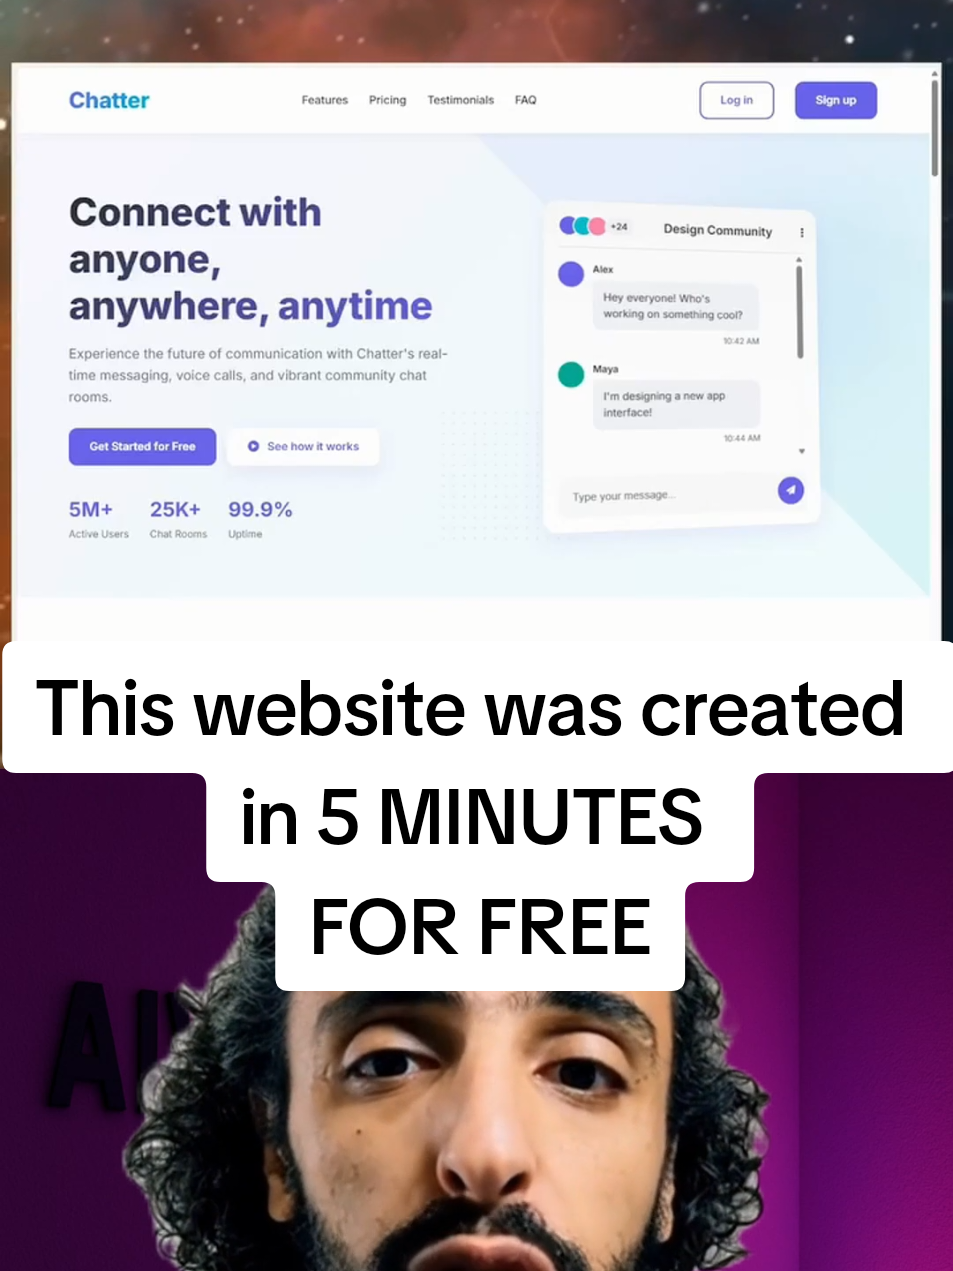 Chatter
Features Pricing Testimonials FAQ
Log in
Sign up
Connect with
anyone,
anywhere, anytime
Experience the future of communication with Chatter's real-
time messaging, voice calls, and vibrant community chat
rooms.
Get Started for Free
See how it works
5M+ 25K+ 99.9%
Active Users Chat Rooms Uptime
+24
Design Community
Alex
Hey everyone! Who's
working on something cool?
10:42 AM
Maya
I'm designing a new app
interface!
10:44 AM
Type your message...
This website was created
in 5 MINUTES
FOR FREE